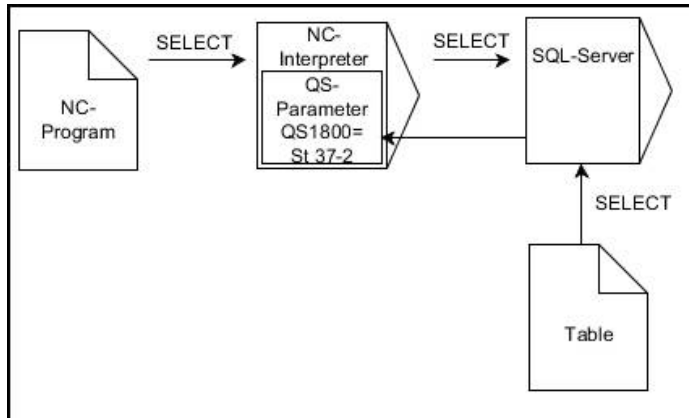 NC-
Program
SELECT
NC-
Interpreter
QS-
Parameter
QS1800=
St 37-2
SELECT
SQL-Server
SELECT
Table